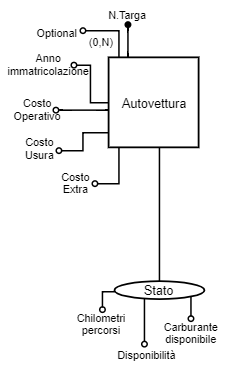 N.Targa
Optional
(0,N)
Anno
immatricolazione
Autovettura
Costo
Operativo
Costo
Usura
Costo
Extra
Stato
Chilometri
percorsi
Carburante
disponibile
Disponibilità